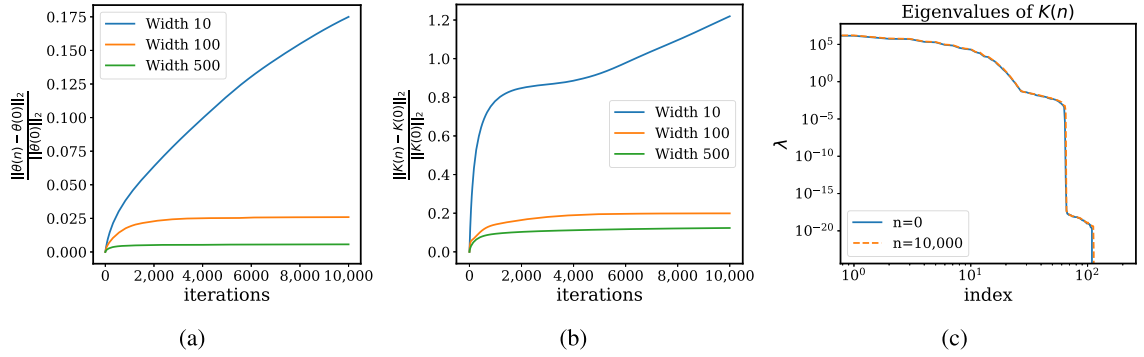 ||θ(n) − θ(0)||₂
||θ(0)||₂
0.175
0.150
0.125
0.100
0.075
0.050
0.025
0.000
Width 10
Width 100
Width 500
0 2,000 4,000 6,000 8,000 10,000
iterations
(a)
||K(n) − K(0)||₂
||K(0)||₂
1.2
1.0
0.8
0.6
0.4
0.2
0.0
Width 10
Width 100
Width 500
0 2,000 4,000 6,000 8,000 10,000
iterations
(b)
Eigenvalues of K(n)
λ
10⁵
10⁰
10⁻⁵
10⁻¹⁰
10⁻¹⁵
10⁻²⁰
n=0
n=10,000
10⁰ 10¹ 10²
index
(c)